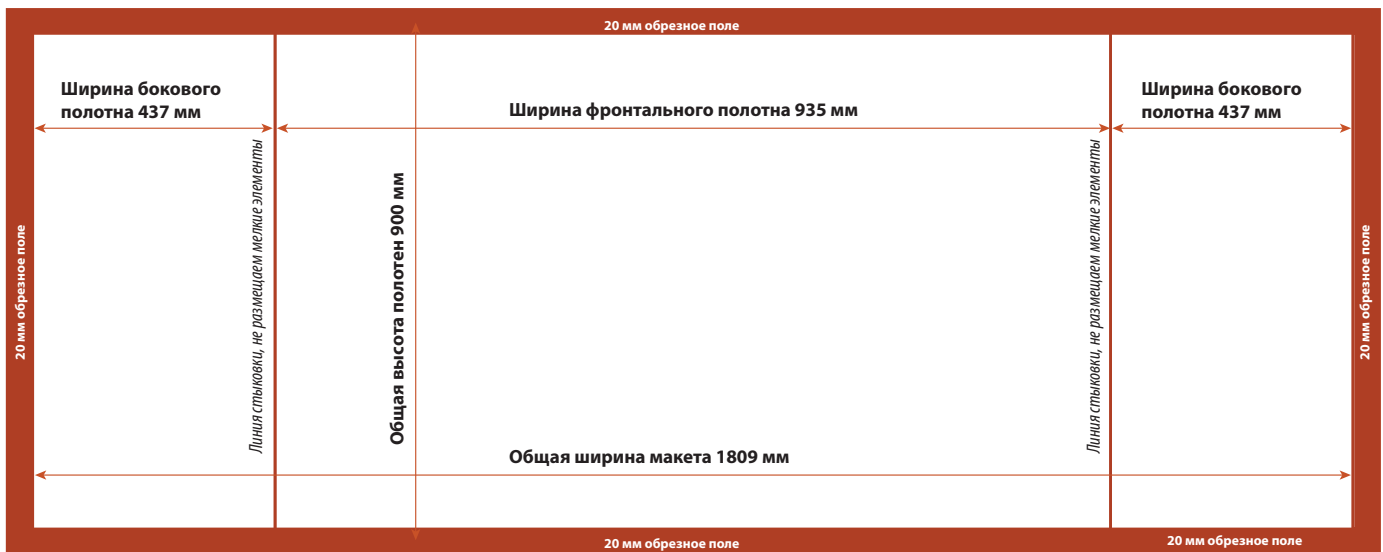 20 мм обрезное поле
Ширина бокового
полотна 437 мм
Ширина фронтального полотна 935 мм
Ширина бокового
полотна 437 мм
20 мм обрезное поле
Линия стыковки, не размещаем мелкие элементы
Общая высота полотен 900 мм
Линия стыковки, не размещаем мелкие элементы
20 мм обрезное поле
Общая ширина макета 1809 мм
20 мм обрезное поле
20 мм обрезное поле